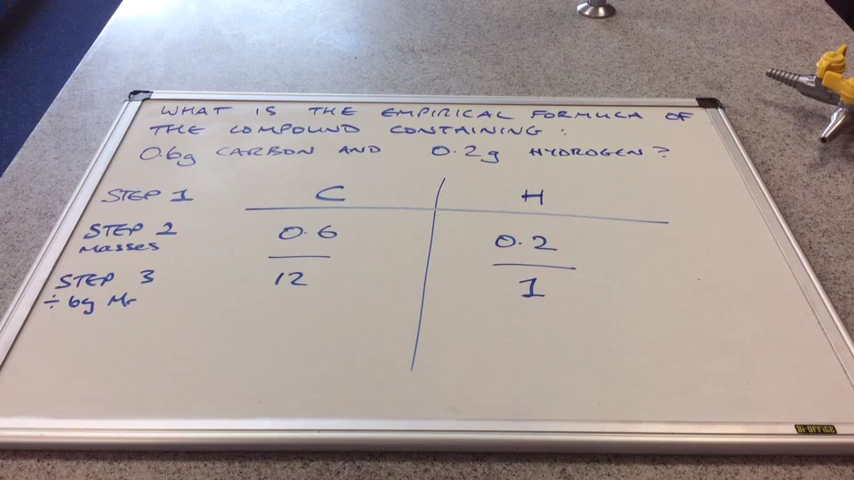 WHAT IS THE EMPIRICAL FORMULA OF
THE COMPOUND CONTAINING:
0.6g CARBON AND 0.2g HYDROGEN?
STEP 1 C H
STEP 2 0.6 0.2
Masses
STEP 3 12 1
÷ by Mr
BI-OFFICE